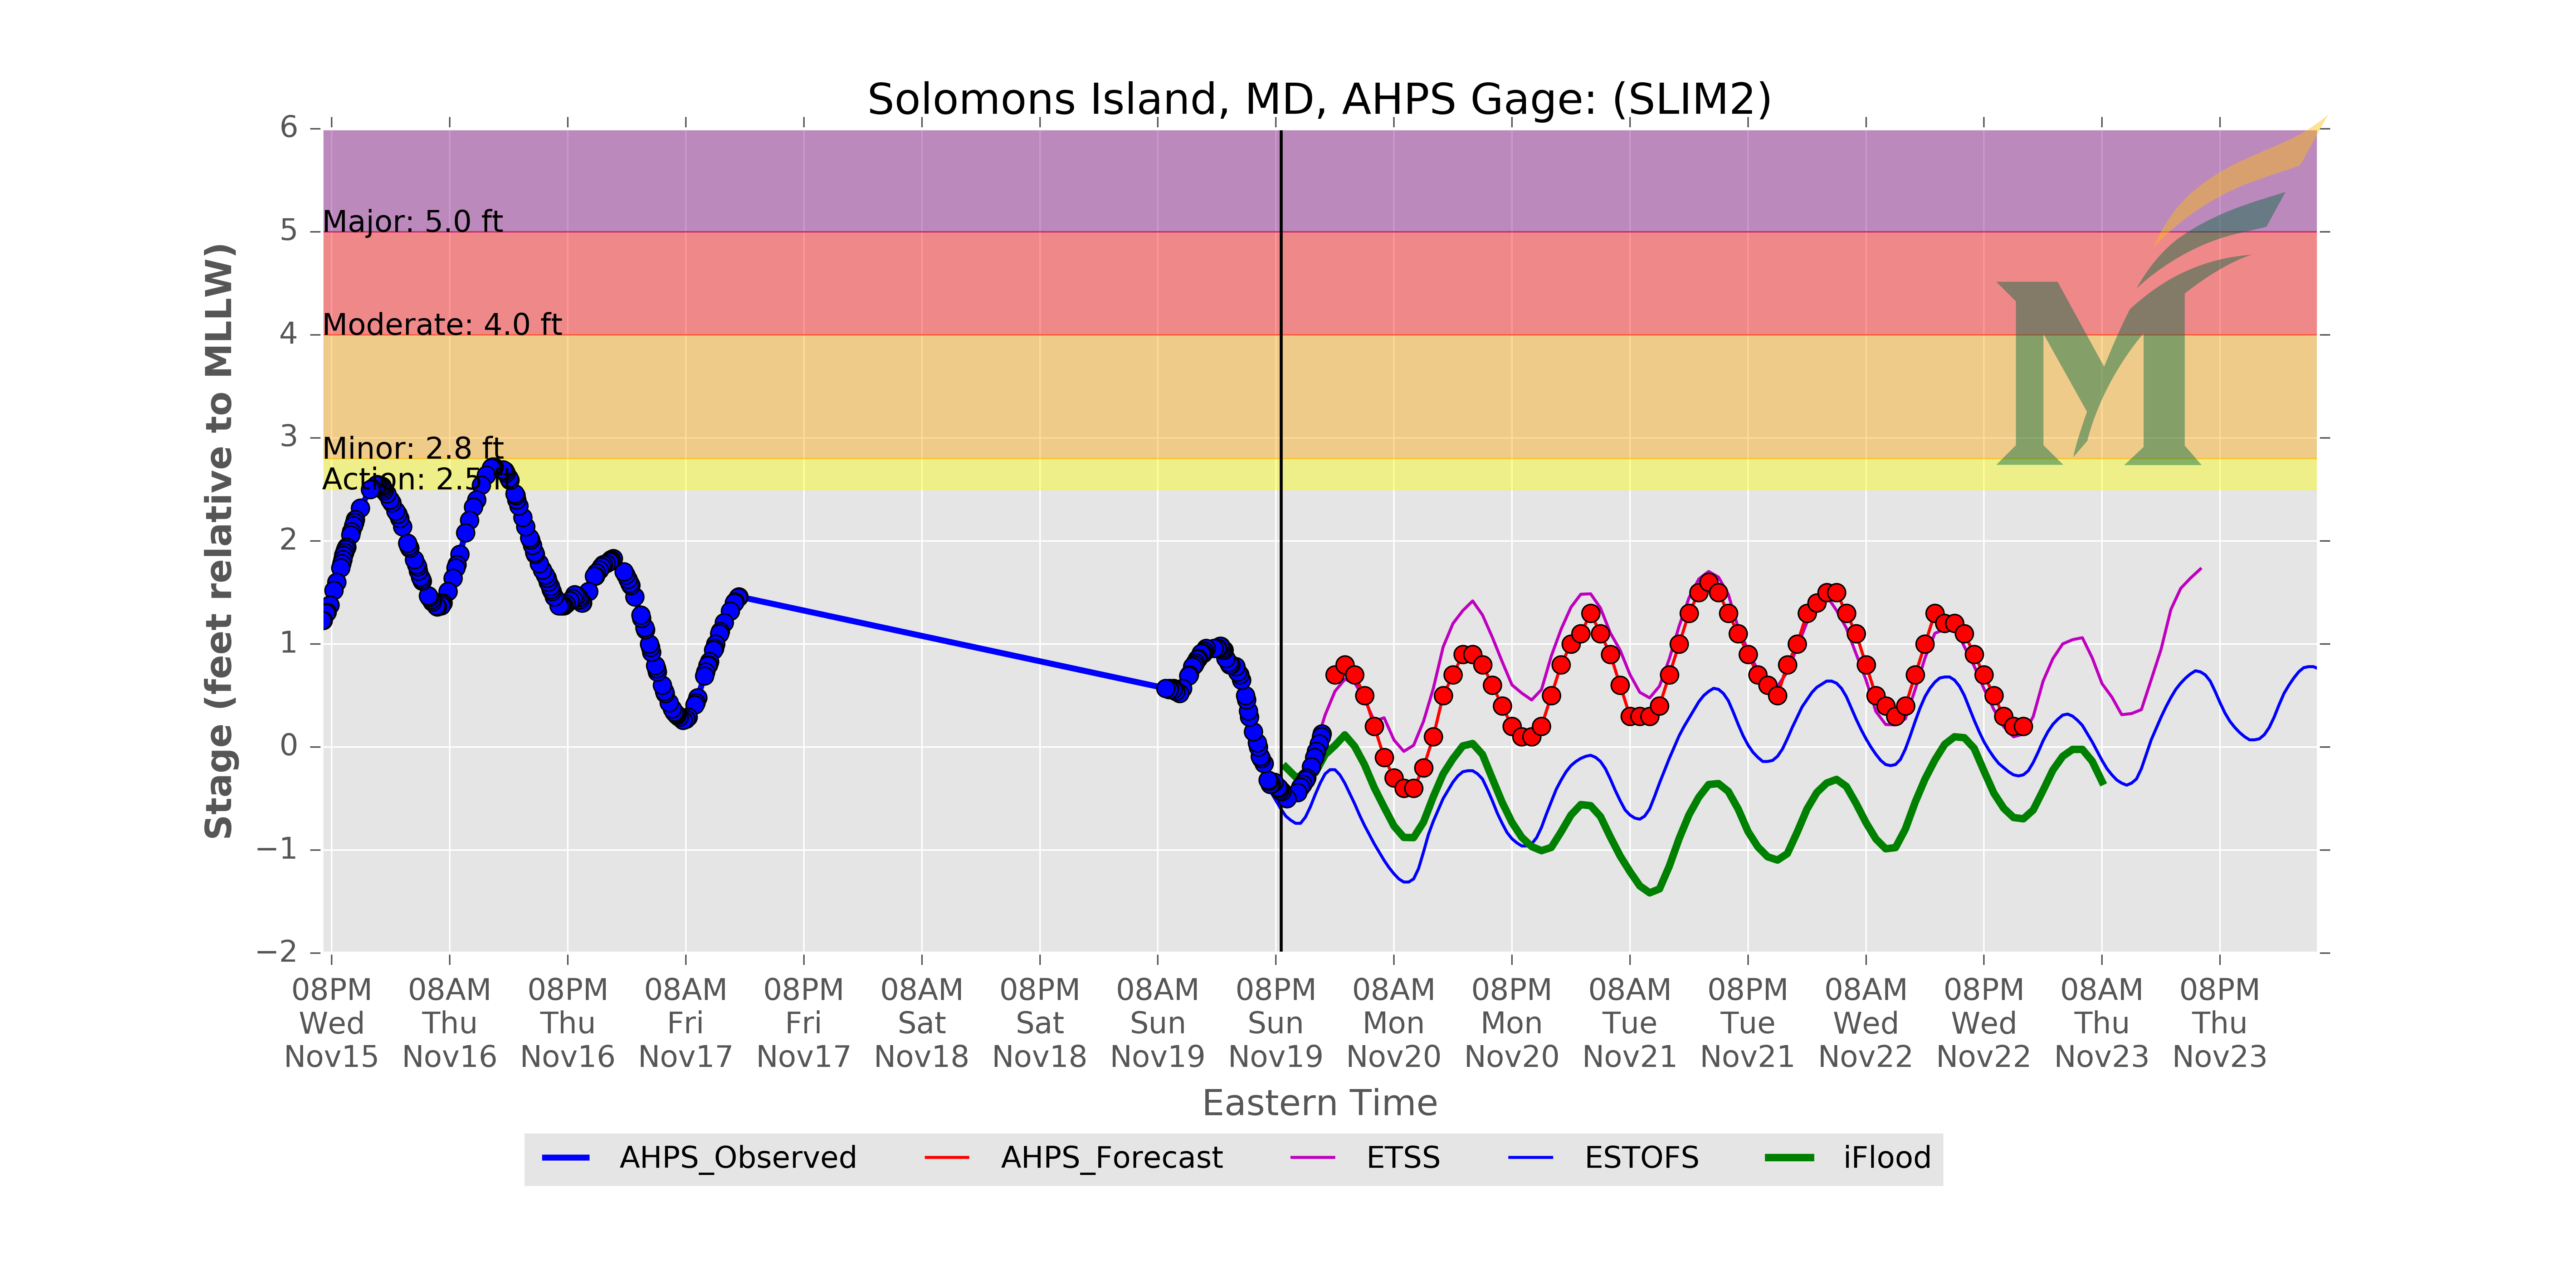 Solomons Island, MD, AHPS Gage: (SLIM2)
6
5
4
3
2
1
0
−1
−2
Stage (feet relative to MLLW)
Major: 5.0 ft
Moderate: 4.0 ft
Minor: 2.8 ft
Action: 2.5
08PM Wed Nov15
08AM Thu Nov16
08PM Thu Nov16
08AM Fri Nov17
08PM Fri Nov17
08AM Sat Nov18
08PM Sat Nov18
08AM Sun Nov19
08PM Sun Nov19
08AM Mon Nov20
08PM Mon Nov20
08AM Tue Nov21
08PM Tue Nov21
08AM Wed Nov22
08PM Wed Nov22
08AM Thu Nov23
08PM Thu Nov23
Eastern Time
AHPS_Observed
AHPS_Forecast
ETSS
ESTOFS
iFlood
M